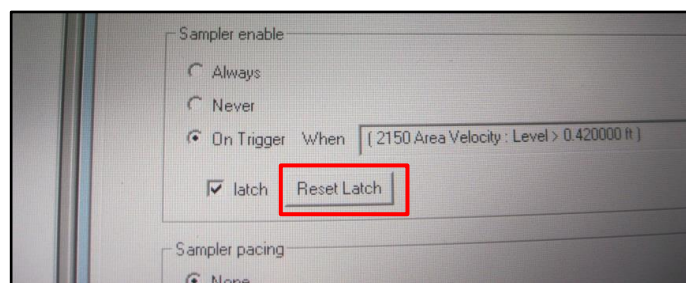 Sampler enable
Always
Never
On Trigger When ( 2150 Area Velocity : Level > 0.420000 ft )
latch Reset Latch
Sampler pacing
None